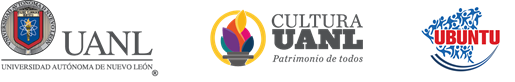 UANL
UNIVERSIDAD AUTÓNOMA DE NUEVO LEÓN®
CULTURA
UANL
Patrimonio de todos
UBUNTU